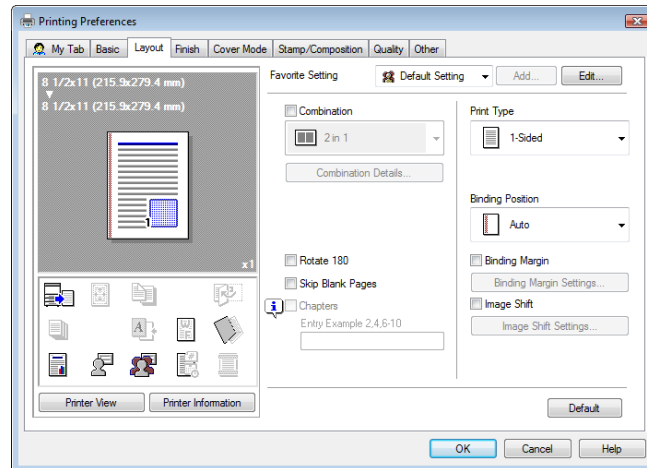 Printing Preferences
My Tab Basic Layout Finish Cover Mode Stamp/Composition Quality Other
8 1/2x11 (215.9x279.4 mm)
8 1/2x11 (215.9x279.4 mm)
1
x1
Printer View Printer Information
Favorite Setting Default Setting Add... Edit...
Combination
2 in 1
Combination Details...
Rotate 180
Skip Blank Pages
Chapters
Entry Example 2,4,6-10
Print Type
1-Sided
Binding Position
Auto
Binding Margin
Binding Margin Settings...
Image Shift
Image Shift Settings...
Default
OK Cancel Help